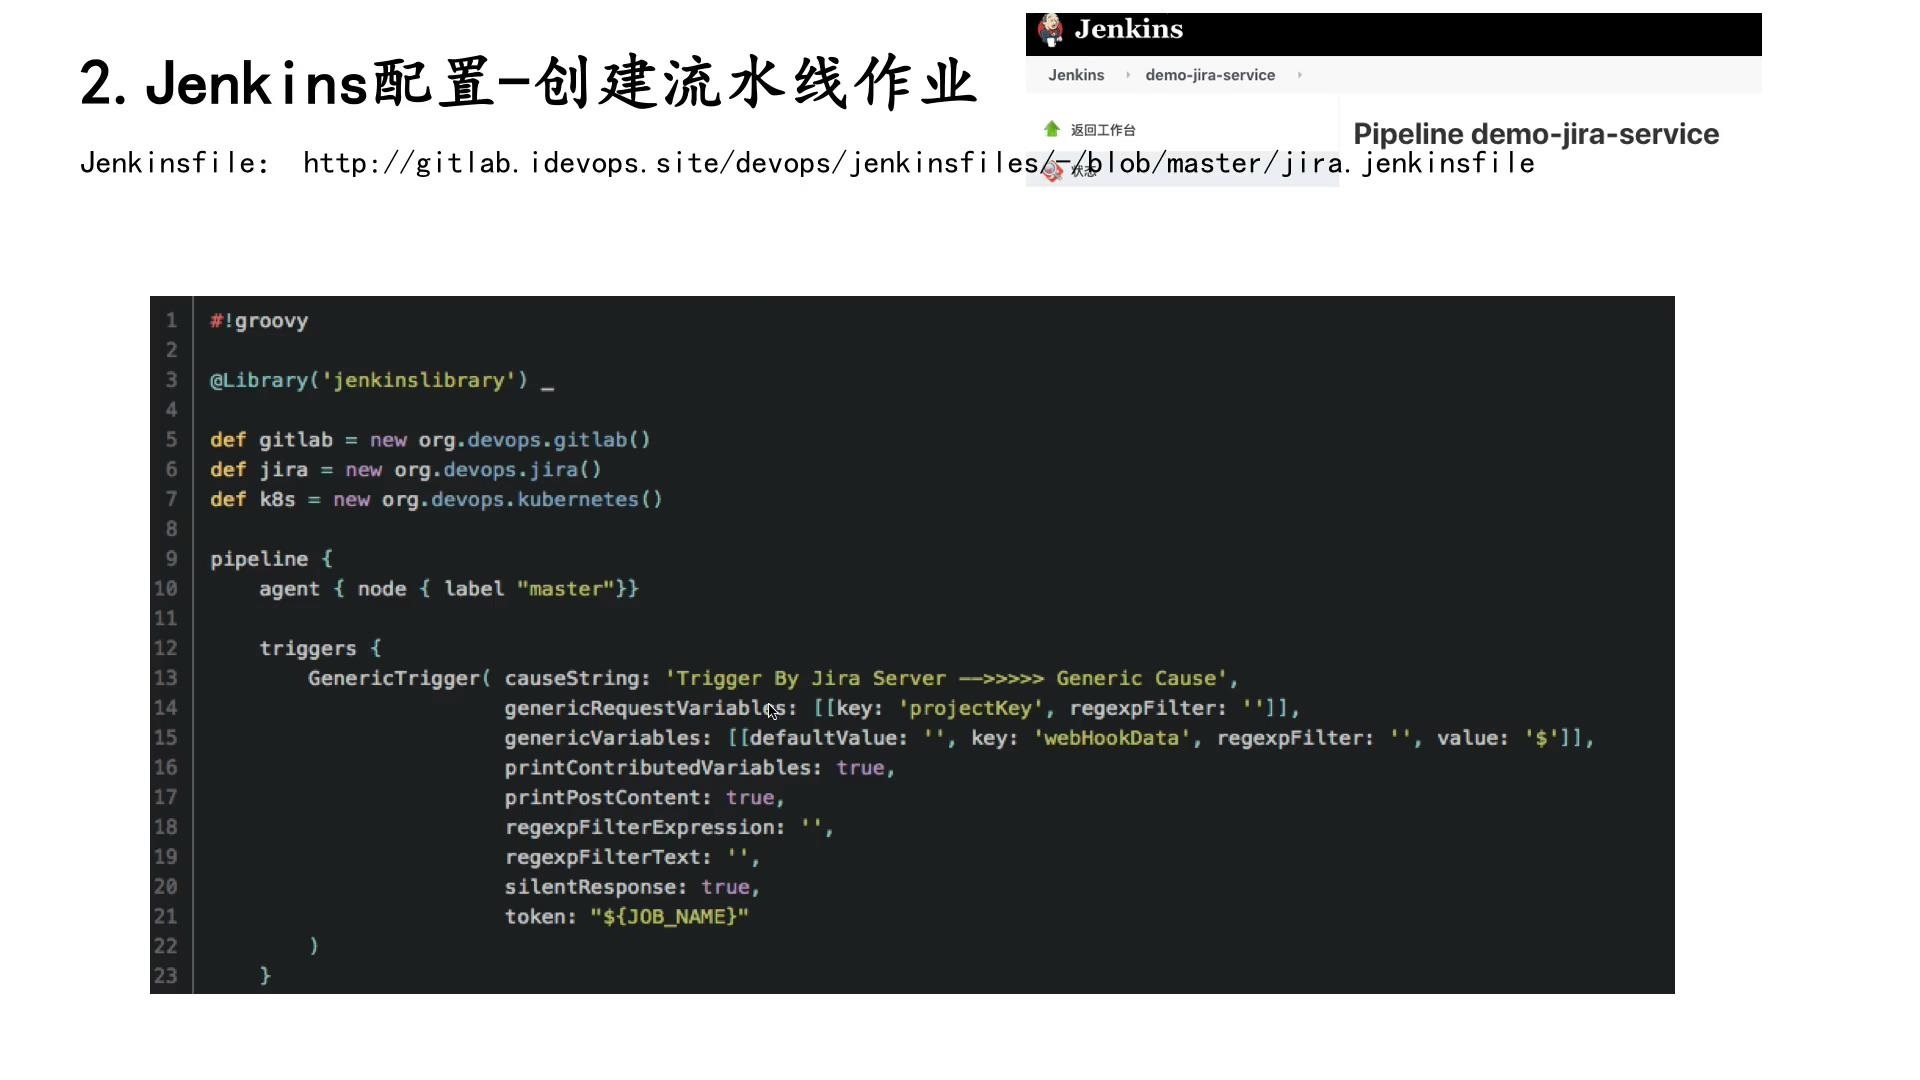 2.Jenkins配置-创建流水线作业
Jenkins
Jenkins › demo-jira-service ›
返回工作台
Pipeline demo-jira-service
状态
Jenkinsfile： http://gitlab.idevops.site/devops/jenkinsfiles/-/blob/master/jira.jenkinsfile
1 #!groovy
2
3 @Library('jenkinslibrary') _
4
5 def gitlab = new org.devops.gitlab()
6 def jira = new org.devops.jira()
7 def k8s = new org.devops.kubernetes()
8
9 pipeline {
10 agent { node { label "master"}}
11
12 triggers {
13 GenericTrigger( causeString: 'Trigger By Jira Server -->>>>> Generic Cause',
14 genericRequestVariables: [[key: 'projectKey', regexpFilter: '']],
15 genericVariables: [[defaultValue: '', key: 'webHookData', regexpFilter: '', value: '$']],
16 printContributedVariables: true,
17 printPostContent: true,
18 regexpFilterExpression: '',
19 regexpFilterText: '',
20 silentResponse: true,
21 token: "${JOB_NAME}"
22 )
23 }